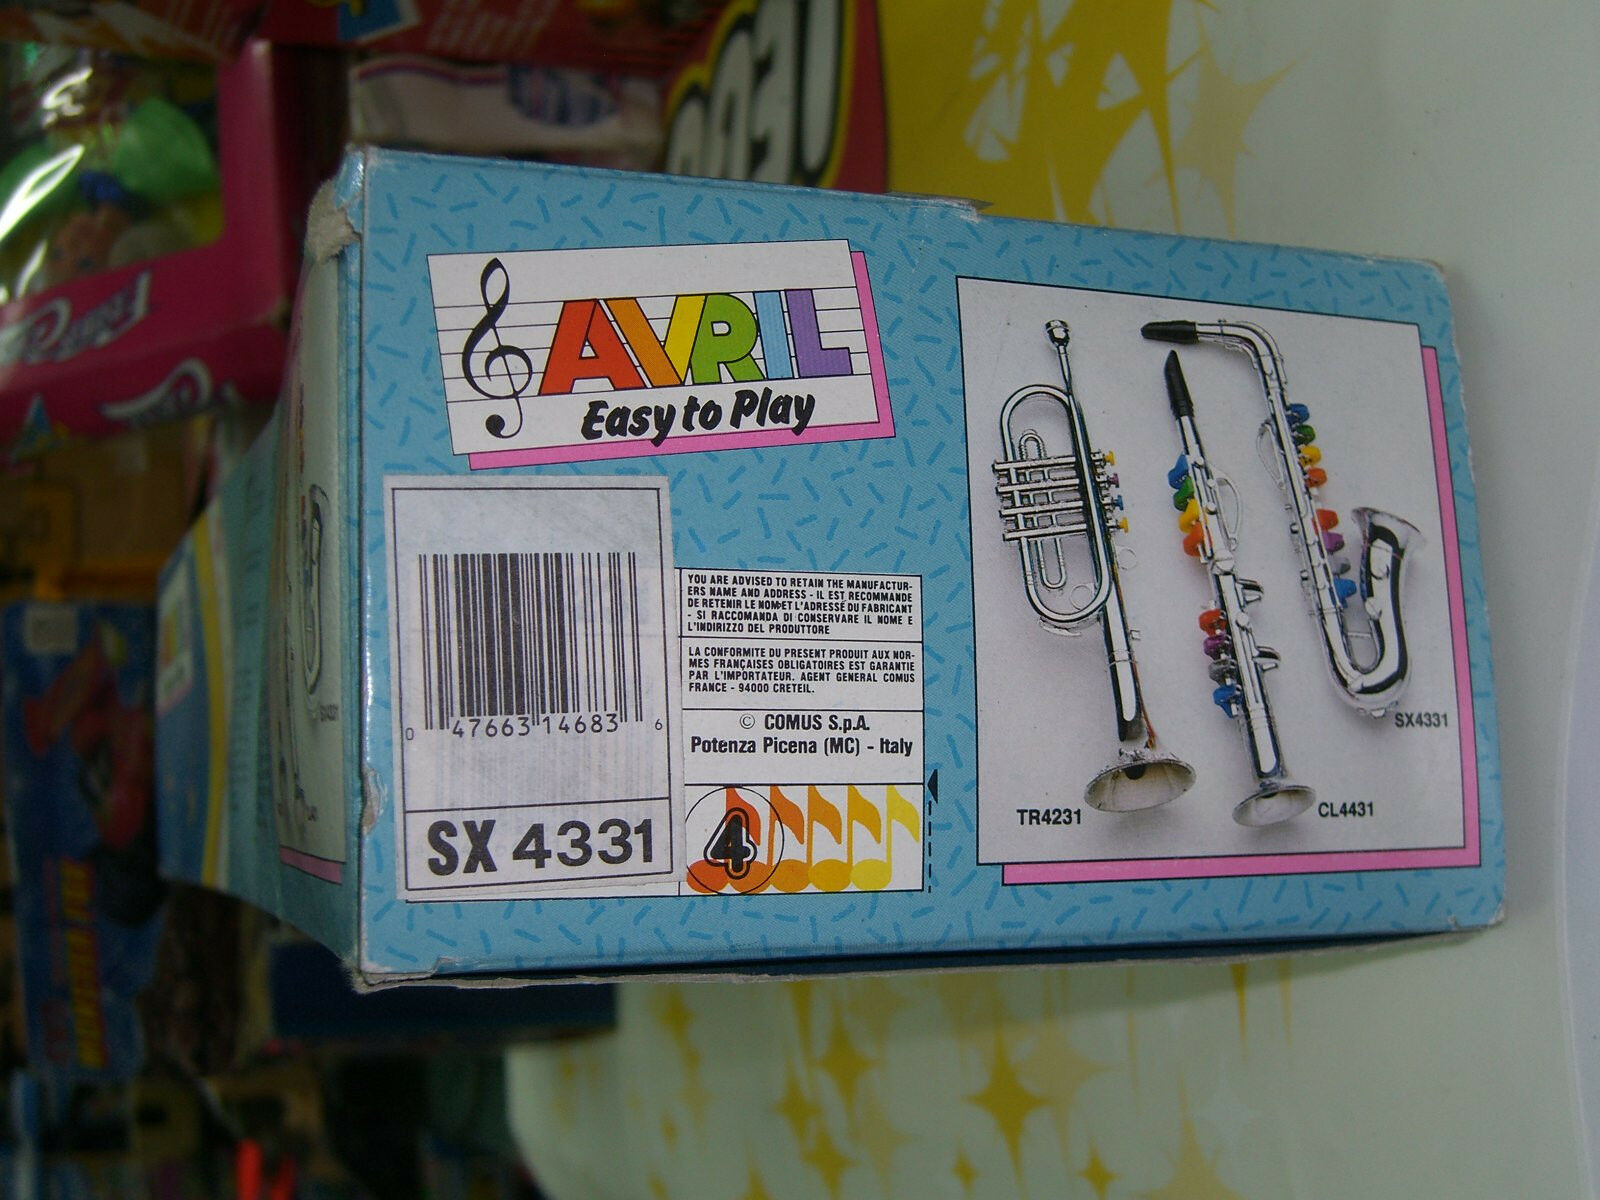 AVRIL
Easy to Play
0 47663 14683 6
SX 4331
YOU ARE ADVISED TO RETAIN THE MANUFACTUR-
ERS NAME AND ADDRESS - IL EST RECOMMANDE
DE RETENIR LE NOM ET L'ADRESSE DU FABRICANT
- SI RACCOMANDA DI CONSERVARE IL NOME E
L'INDIRIZZO DEL PRODUTTORE
LA CONFORMITE DU PRESENT PRODUIT AUX NOR-
MES FRANÇAISES OBLIGATOIRES EST GARANTIE
PAR L'IMPORTATEUR. AGENT GENERAL COMUS
FRANCE - 94000 CRETEIL.
© COMUS S.p.A.
Potenza Picena (MC) - Italy
4
TR4231
CL4431
SX4331